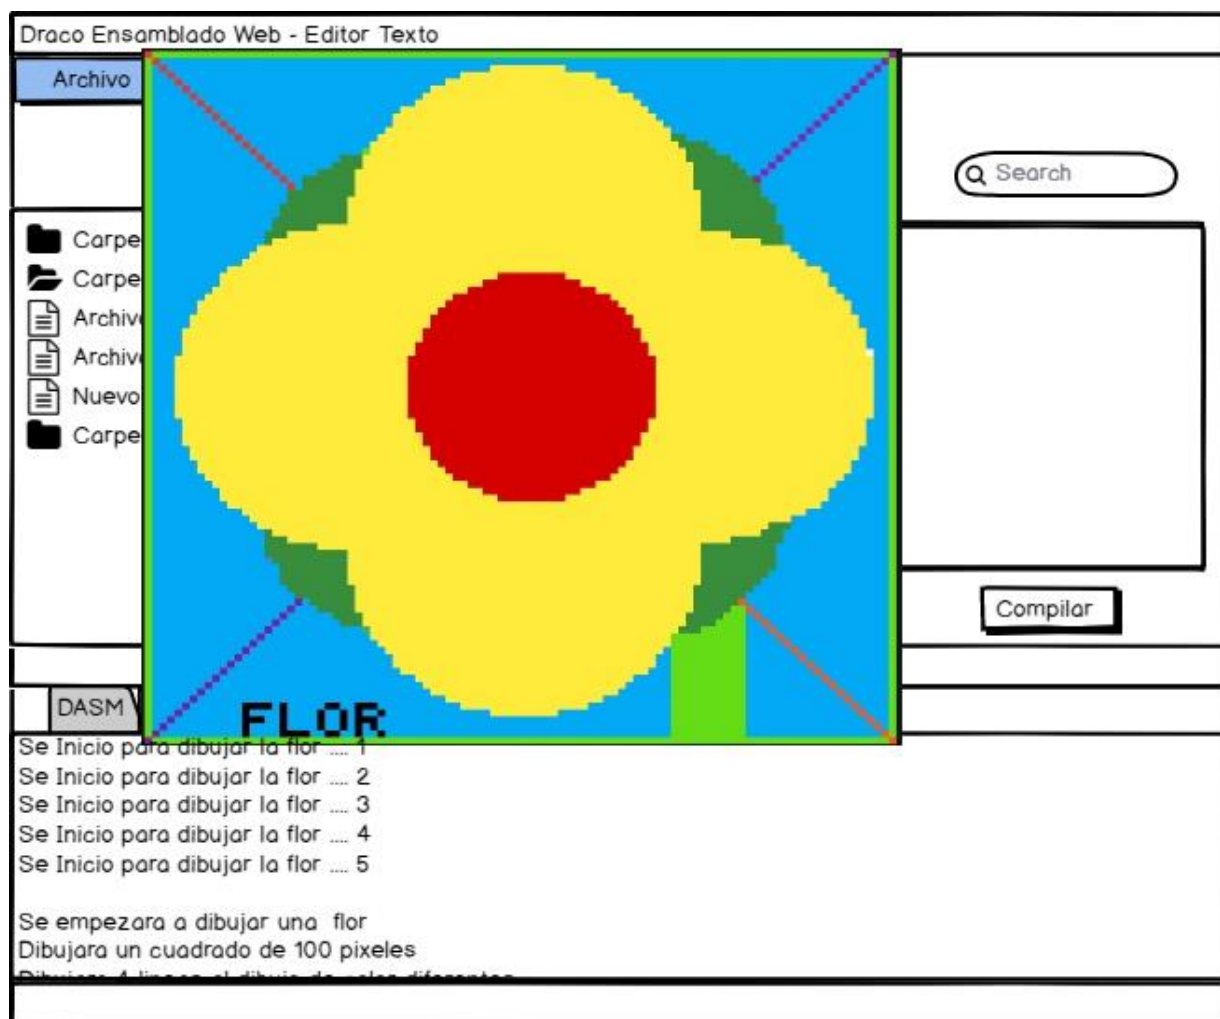 Draco Ensamblado Web - Editor Texto
Archivo
Search
Carpe
Carpe
Archivo
Archivo
Nuevo
Carpe
Compilar
FLOR
DASM
Se Inicio para dibujar la flor .... 1
Se Inicio para dibujar la flor .... 2
Se Inicio para dibujar la flor .... 3
Se Inicio para dibujar la flor .... 4
Se Inicio para dibujar la flor .... 5
Se empezara a dibujar una flor
Dibujara un cuadrado de 100 pixeles